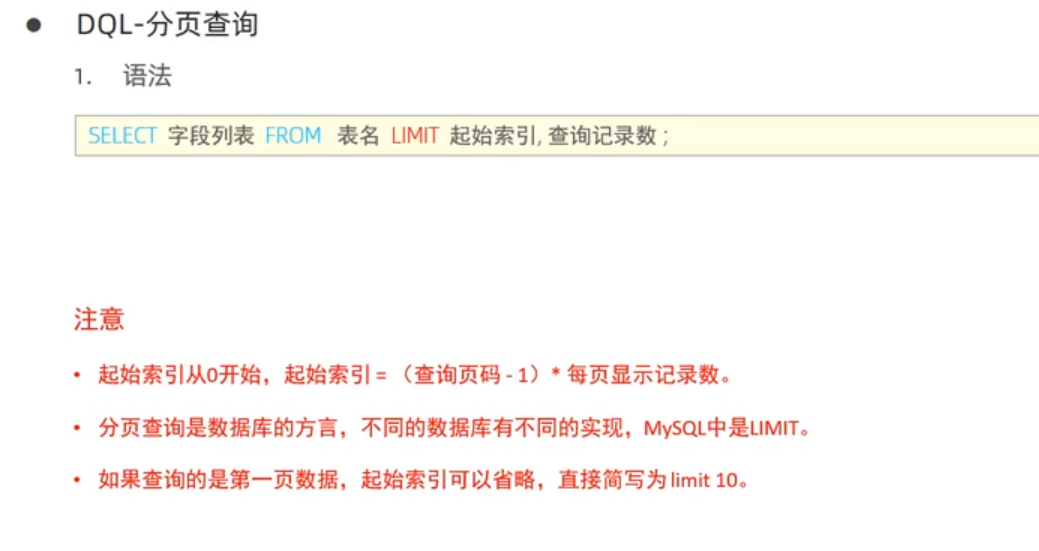 ● DQL-分页查询
1. 语法
SELECT 字段列表 FROM 表名 LIMIT 起始索引, 查询记录数 ;
注意
• 起始索引从0开始，起始索引 = （查询页码 - 1）* 每页显示记录数。
• 分页查询是数据库的方言，不同的数据库有不同的实现，MySQL中是LIMIT。
• 如果查询的是第一页数据，起始索引可以省略，直接简写为 limit 10。